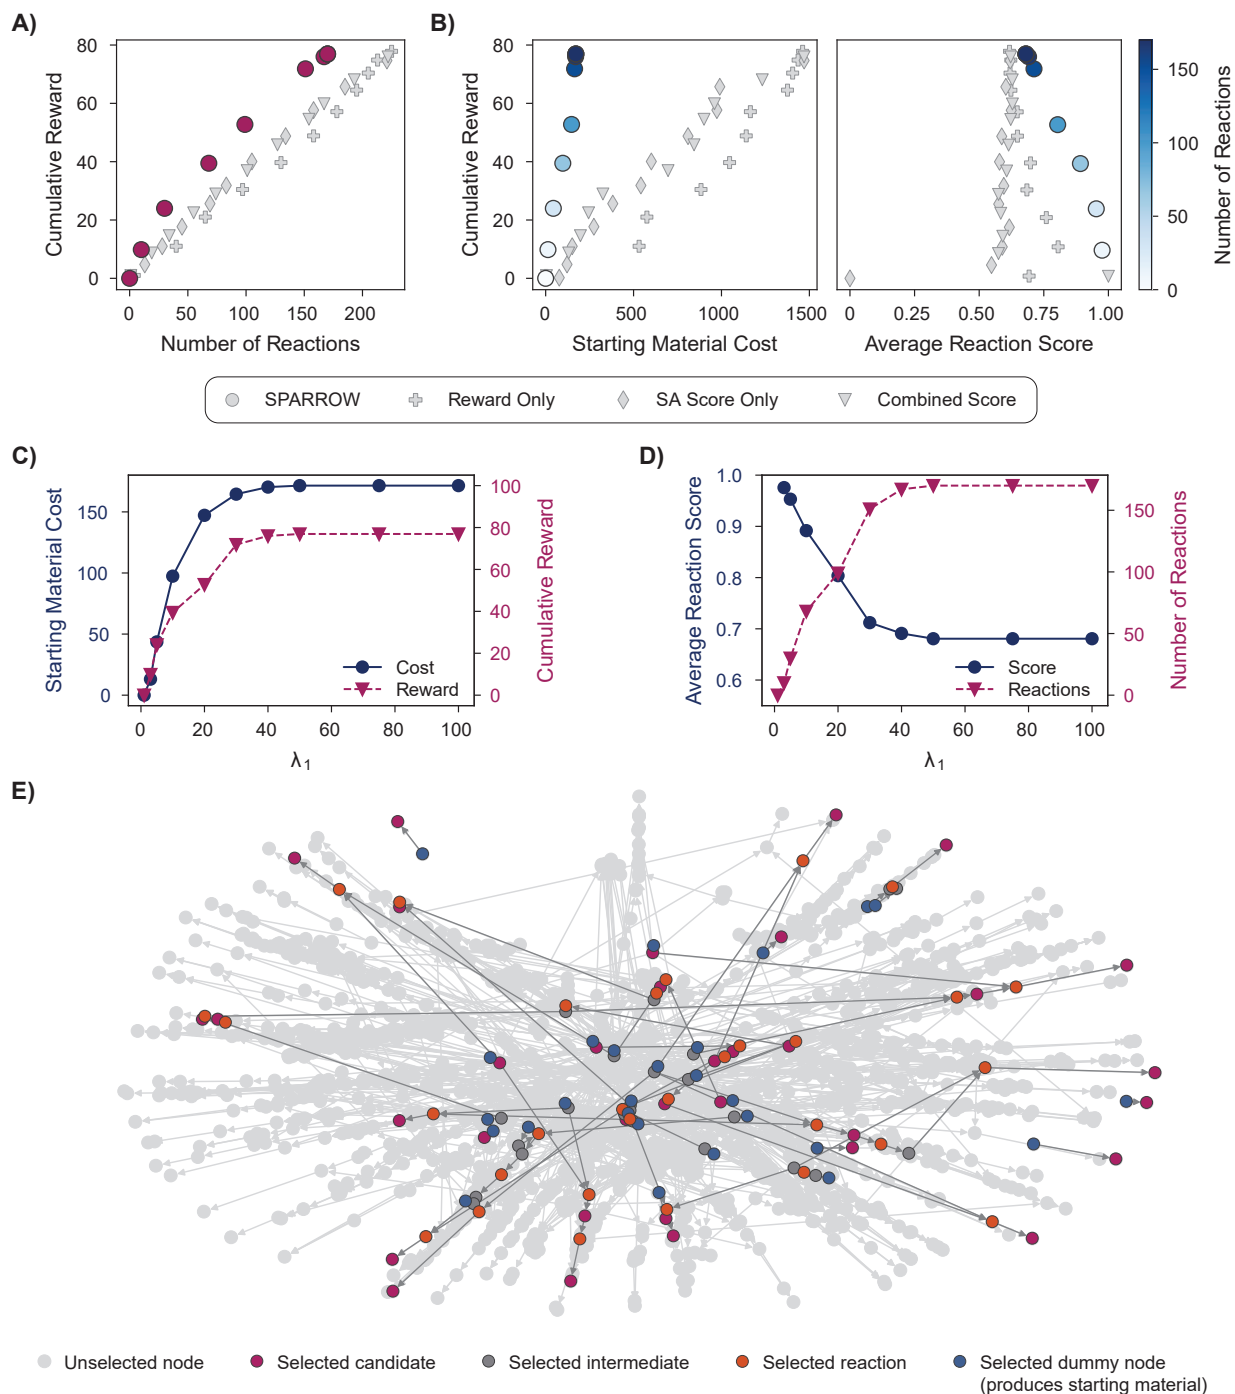 A)
B)
80
60
40
20
0
Cumulative Reward
0
50
100
150
200
Number of Reactions
80
60
40
20
0
Cumulative Reward
0
500
1000
1500
Starting Material Cost
0
0.25
0.50
0.75
1.00
Average Reaction Score
150
100
50
0
Number of Reactions
SPARROW
Reward Only
SA Score Only
Combined Score
C)
D)
150
100
50
0
Starting Material Cost
100
80
60
40
20
0
Cumulative Reward
Cost
Reward
0
20
40
60
80
100
λ1
1.0
0.9
0.8
0.7
0.6
Average Reaction Score
150
100
50
0
Number of Reactions
Score
Reactions
0
20
40
60
80
100
λ1
E)
Unselected node
Selected candidate
Selected intermediate
Selected reaction
Selected dummy node
(produces starting material)